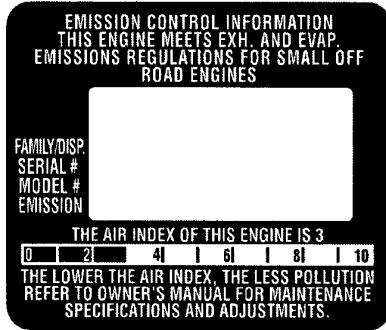 EMISSION CONTROL INFORMATION
THIS ENGINE MEETS EXH. AND EVAP.
EMISSIONS REGULATIONS FOR SMALL OFF
ROAD ENGINES
FAMILY/DISP.
SERIAL #
MODEL #
EMISSION
THE AIR INDEX OF THIS ENGINE IS 3
0 2 4 6 8 10
THE LOWER THE AIR INDEX, THE LESS POLLUTION
REFER TO OWNER'S MANUAL FOR MAINTENANCE
SPECIFICATIONS AND ADJUSTMENTS.